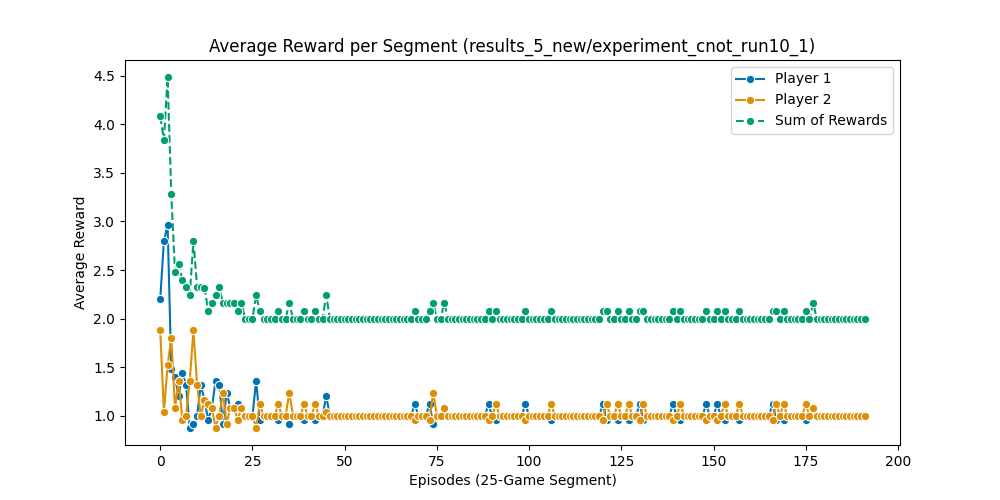 Average Reward per Segment (results_5_new/experiment_cnot_run10_1)
Player 1
Player 2
Sum of Rewards
Average Reward
4.5
4.0
3.5
3.0
2.5
2.0
1.5
1.0
0 25 50 75 100 125 150 175 200
Episodes (25-Game Segment)